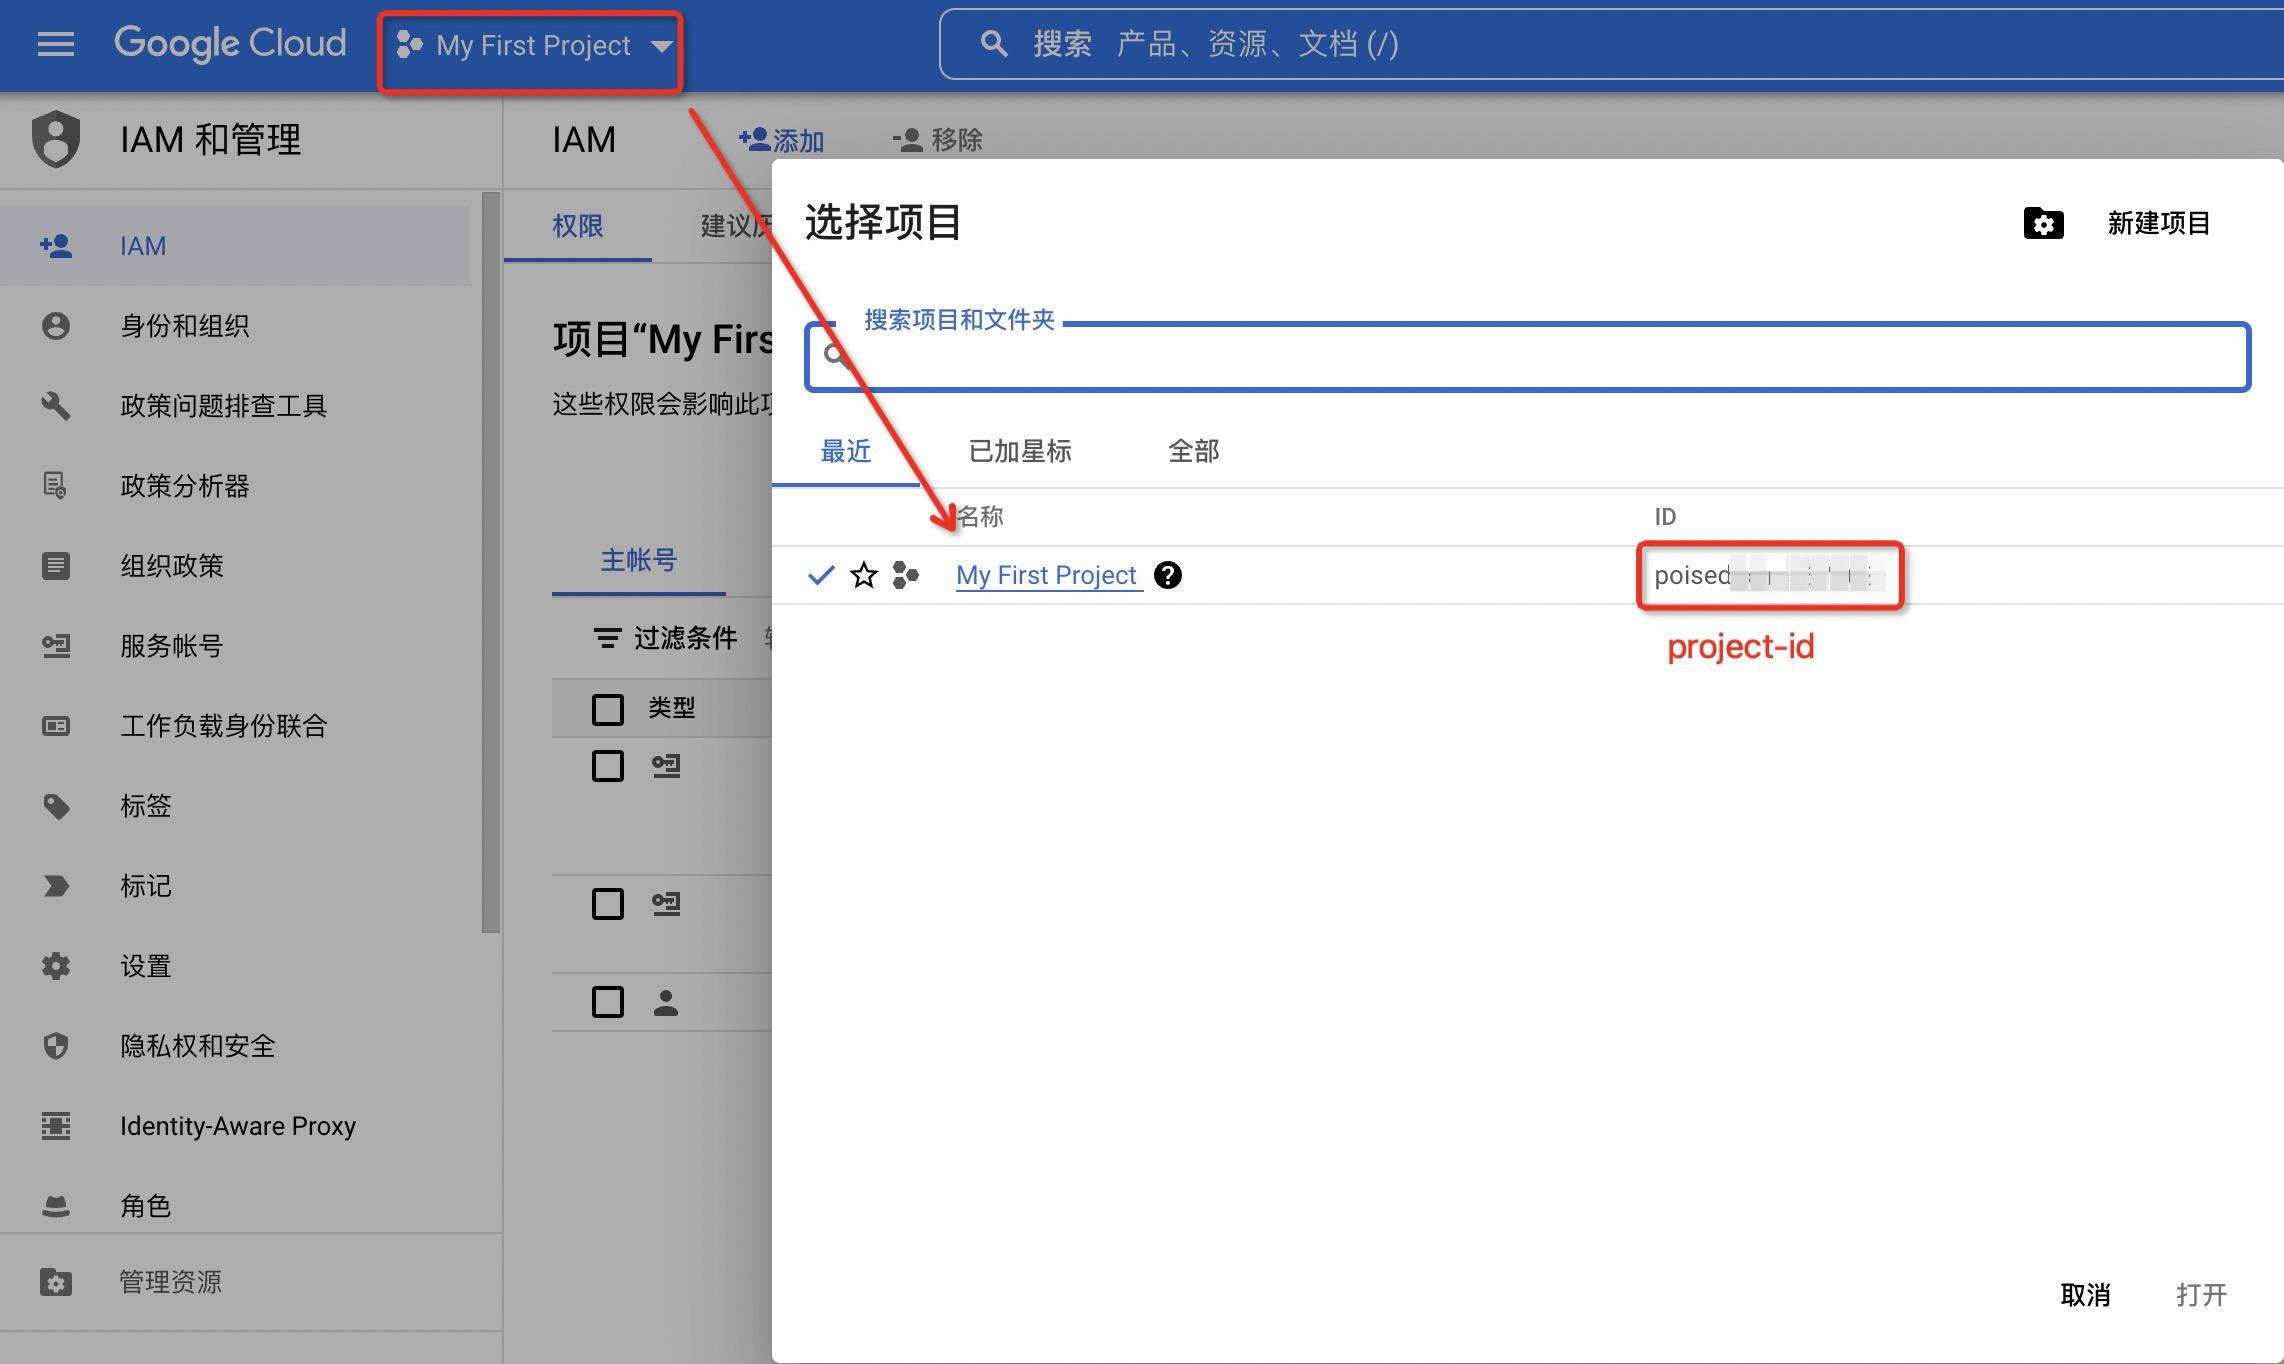 Google Cloud
My First Project
搜索 产品、资源、文档 (/)
IAM 和管理
IAM
添加
移除
IAM
身份和组织
政策问题排查工具
政策分析器
组织政策
服务帐号
工作负载身份联合
标签
标记
设置
隐私权和安全
Identity-Aware Proxy
角色
管理资源
权限
建议历
项目“My Firs
这些权限会影响此项
主帐号
过滤条件
类型
选择项目
新建项目
搜索项目和文件夹
最近
已加星标
全部
名称
ID
My First Project
poised
project-id
取消
打开